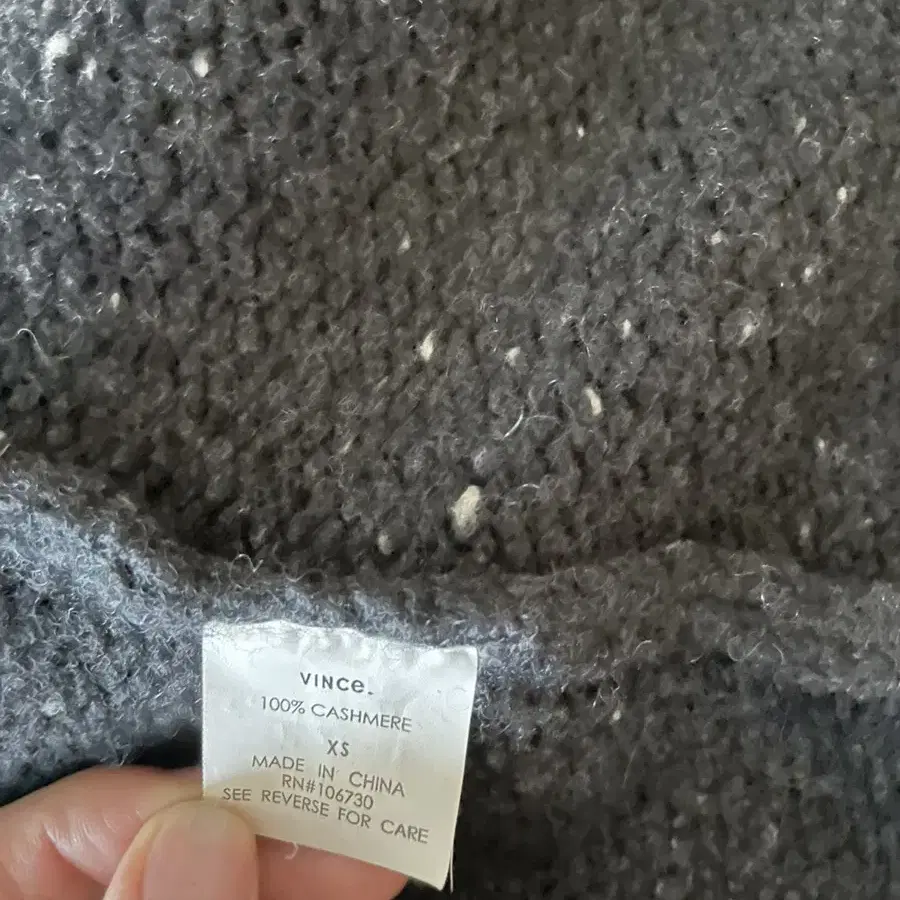 VINCe.
100% CASHMERE
XS
MADE IN CHINA
RN#106730
SEE REVERSE FOR CARE